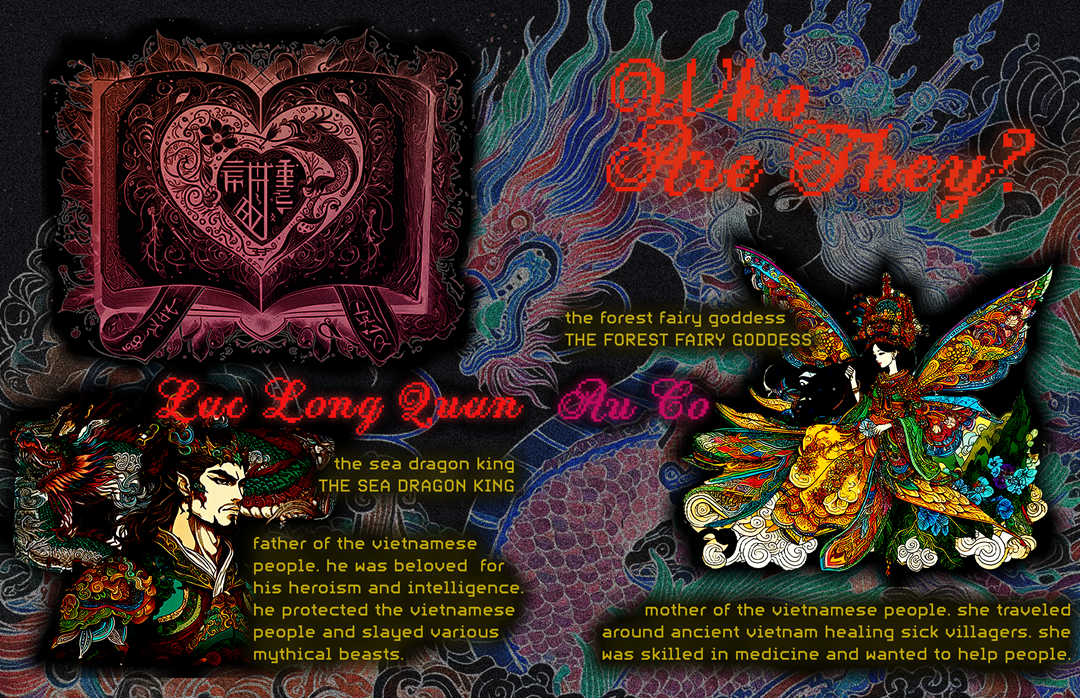 Who
Are They?
the forest fairy goddess
THE FOREST FAIRY GODDESS
Lac Long Quan
Au Co
the sea dragon king
THE SEA DRAGON KING
father of the vietnamese
people. he was beloved for
his heroism and intelligence.
he protected the vietnamese
people and slayed various
mythical beasts.
mother of the vietnamese people. she traveled
around ancient vietnam healing sick villagers. she
was skilled in medicine and wanted to help people.